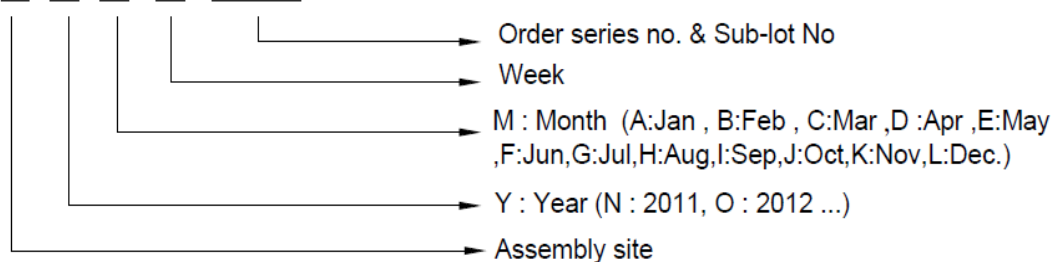 Order series no. & Sub-lot No
Week
M : Month (A:Jan , B:Feb , C:Mar ,D :Apr ,E:May
,F:Jun,G:Jul,H:Aug,I:Sep,J:Oct,K:Nov,L:Dec.)
Y : Year (N : 2011, O : 2012 ...)
Assembly site